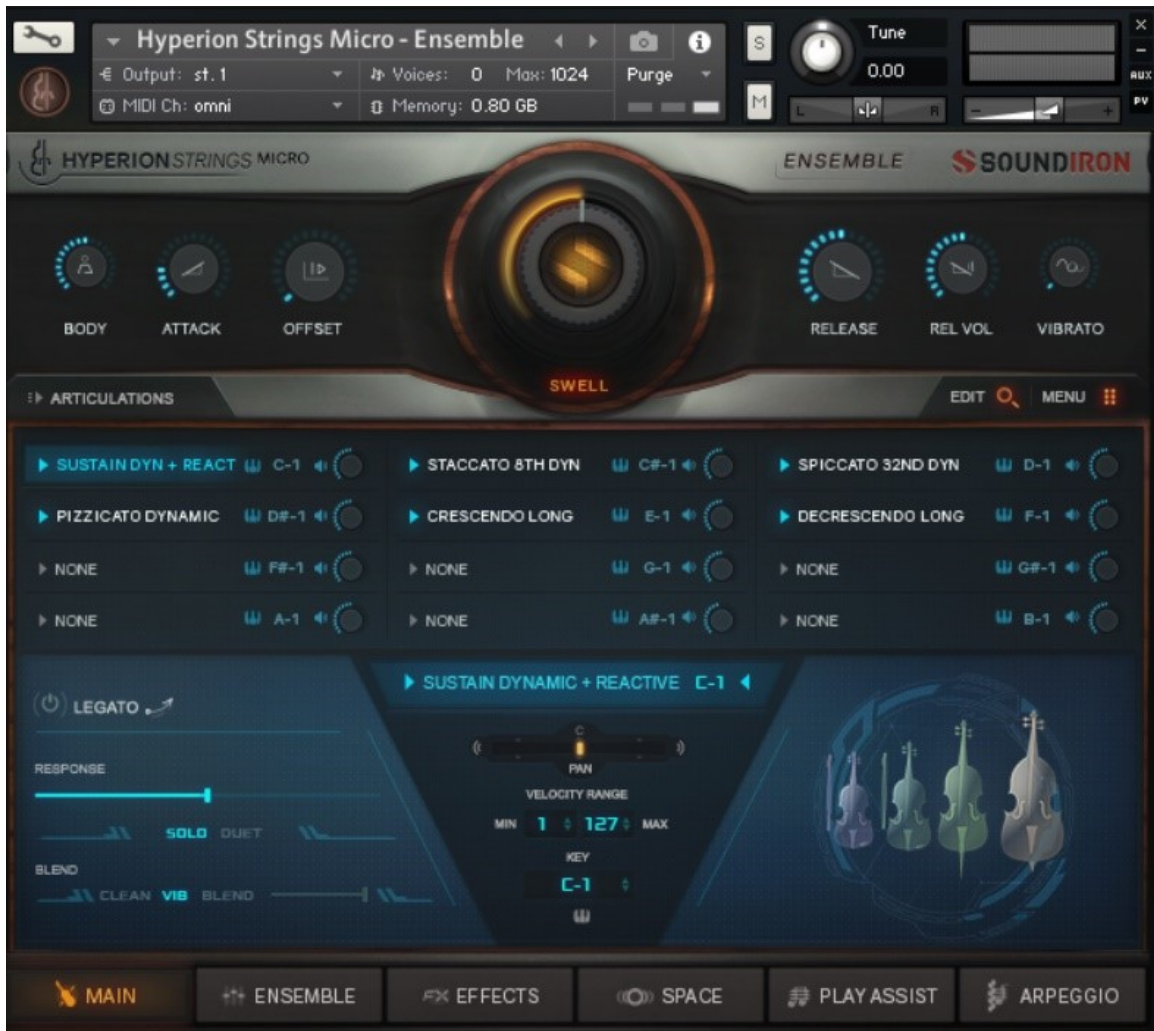 Hyperion Strings Micro - Ensemble
S
Tune
Output: st. 1
Voices: 0 Max: 1024
Purge
0.00
AUX
MIDI Ch: omni
Memory: 0.80 GB
M
L
R
PV
HYPERION STRINGS MICRO
ENSEMBLE
SOUNDIRON
BODY
ATTACK
OFFSET
RELEASE
REL VOL
VIBRATO
SWELL
ARTICULATIONS
EDIT
MENU
SUSTAIN DYN + REACT C-1
STACCATO 8TH DYN C#-1
SPICCATO 32ND DYN D-1
PIZZICATO DYNAMIC D#-1
CRESCENDO LONG E-1
DECRESCENDO LONG F-1
NONE F#-1
NONE G-1
NONE G#-1
NONE A-1
NONE A#-1
NONE B-1
SUSTAIN DYNAMIC + REACTIVE C-1
LEGATO
RESPONSE
SOLO DUET
BLEND
CLEAN VIB BLEND
C
PAN
VELOCITY RANGE
MIN 1 127 MAX
KEY
C-1
MAIN
ENSEMBLE
FX EFFECTS
SPACE
PLAY ASSIST
ARPEGGIO